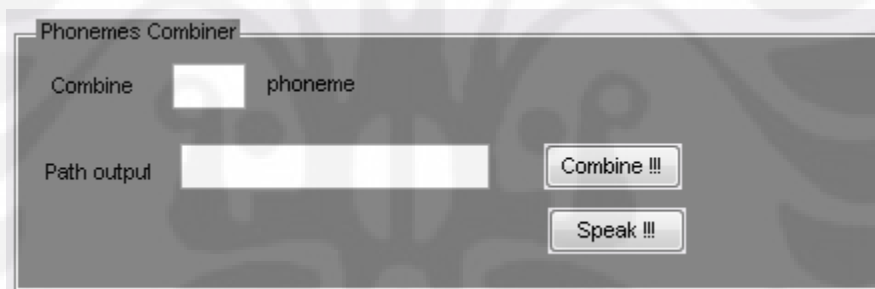 Phonemes Combiner
Combine phoneme
Path output Combine !!!
Speak !!!